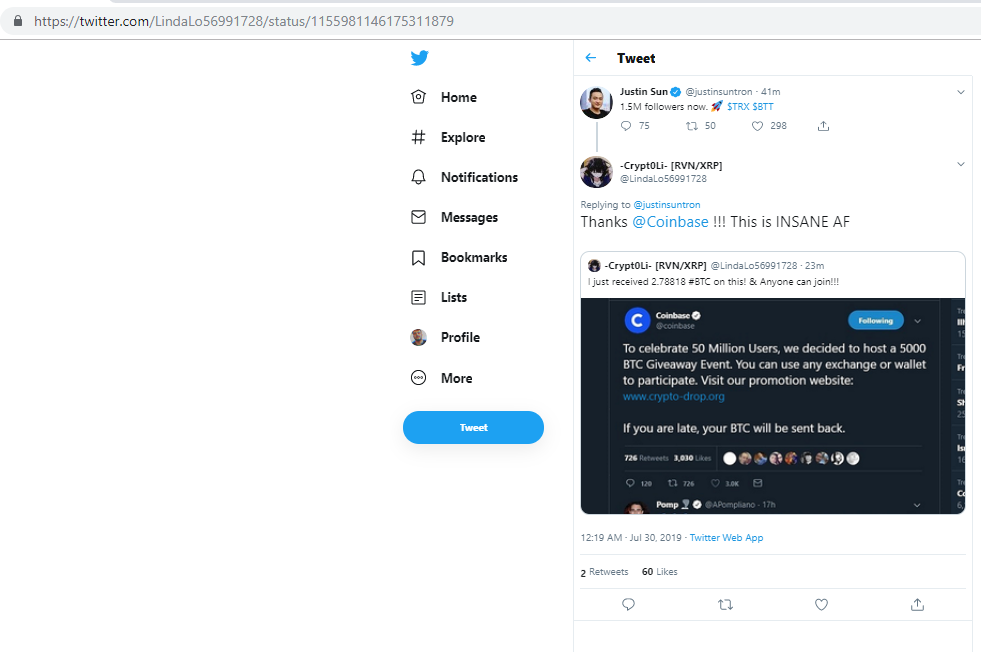 https://twitter.com/LindaLo56991728/status/1155981146175311879
Home
Explore
Notifications
Messages
Bookmarks
Lists
Profile
More
Tweet
Tweet
Justin Sun @justinsuntron · 41m
1.5M followers now. 🚀 $TRX $BTT
75 50 298
-Crypt0Li- [RVN/XRP]
@LindaLo56991728
Replying to @justinsuntron
Thanks @Coinbase !!! This is INSANE AF
-Crypt0Li- [RVN/XRP] @LindaLo56991728 · 23m
I just received 2.78818 #BTC on this! & Anyone can join!!!
Coinbase
@coinbase
Following
To celebrate 50 Million Users, we decided to host a 5000
BTC Giveaway Event. You can use any exchange or wallet
to participate. Visit our promotion website:
www.crypto-drop.org
If you are late, your BTC will be sent back.
726 Retweets 3,030 Likes
120 726 3.0K
Pomp @APompliano · 17h
12:19 AM · Jul 30, 2019 · Twitter Web App
2 Retweets 60 Likes